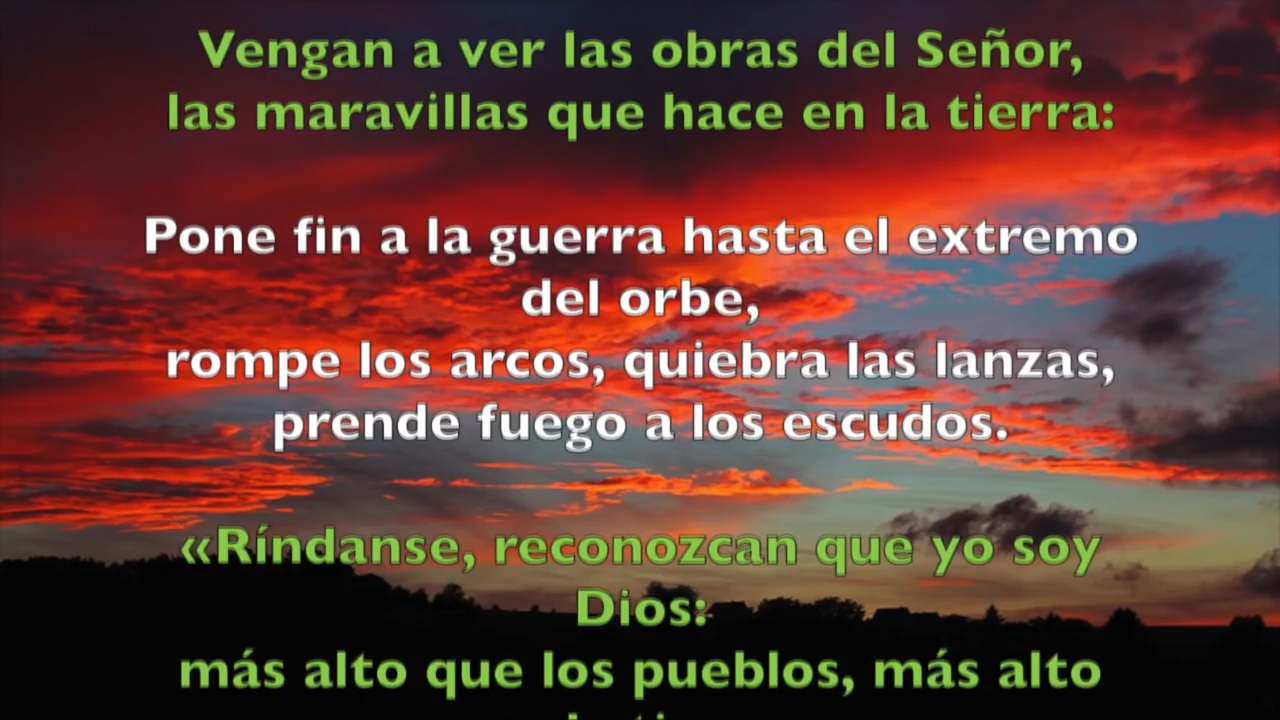 Vengan a ver las obras del Señor,
las maravillas que hace en la tierra:
Pone fin a la guerra hasta el extremo
del orbe,
rompe los arcos, quiebra las lanzas,
prende fuego a los escudos.
«Ríndanse, reconozcan que yo soy
Dios:
más alto que los pueblos, más alto